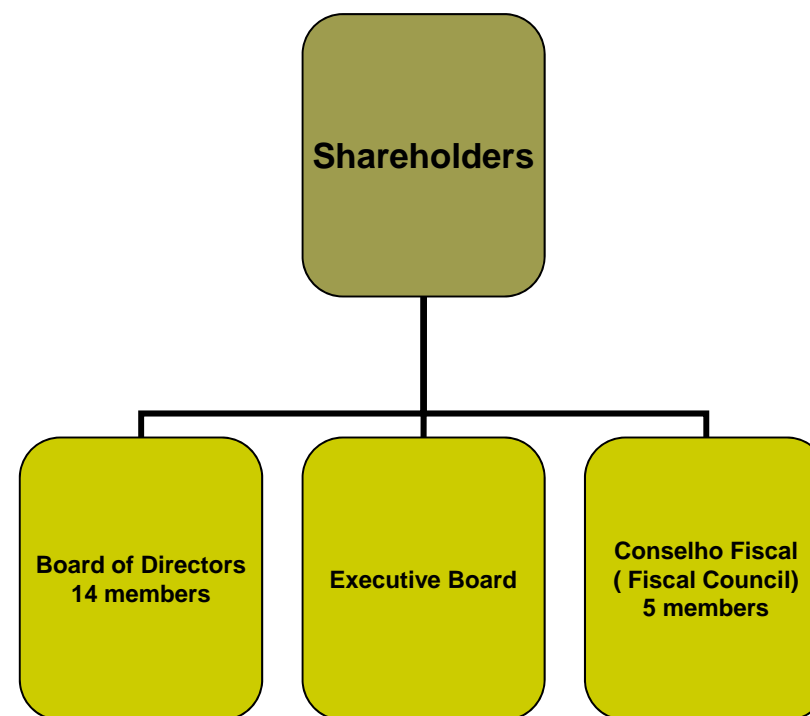 Shareholders
Board of Directors
14 members
Executive Board
Conselho Fiscal
( Fiscal Council)
5 members